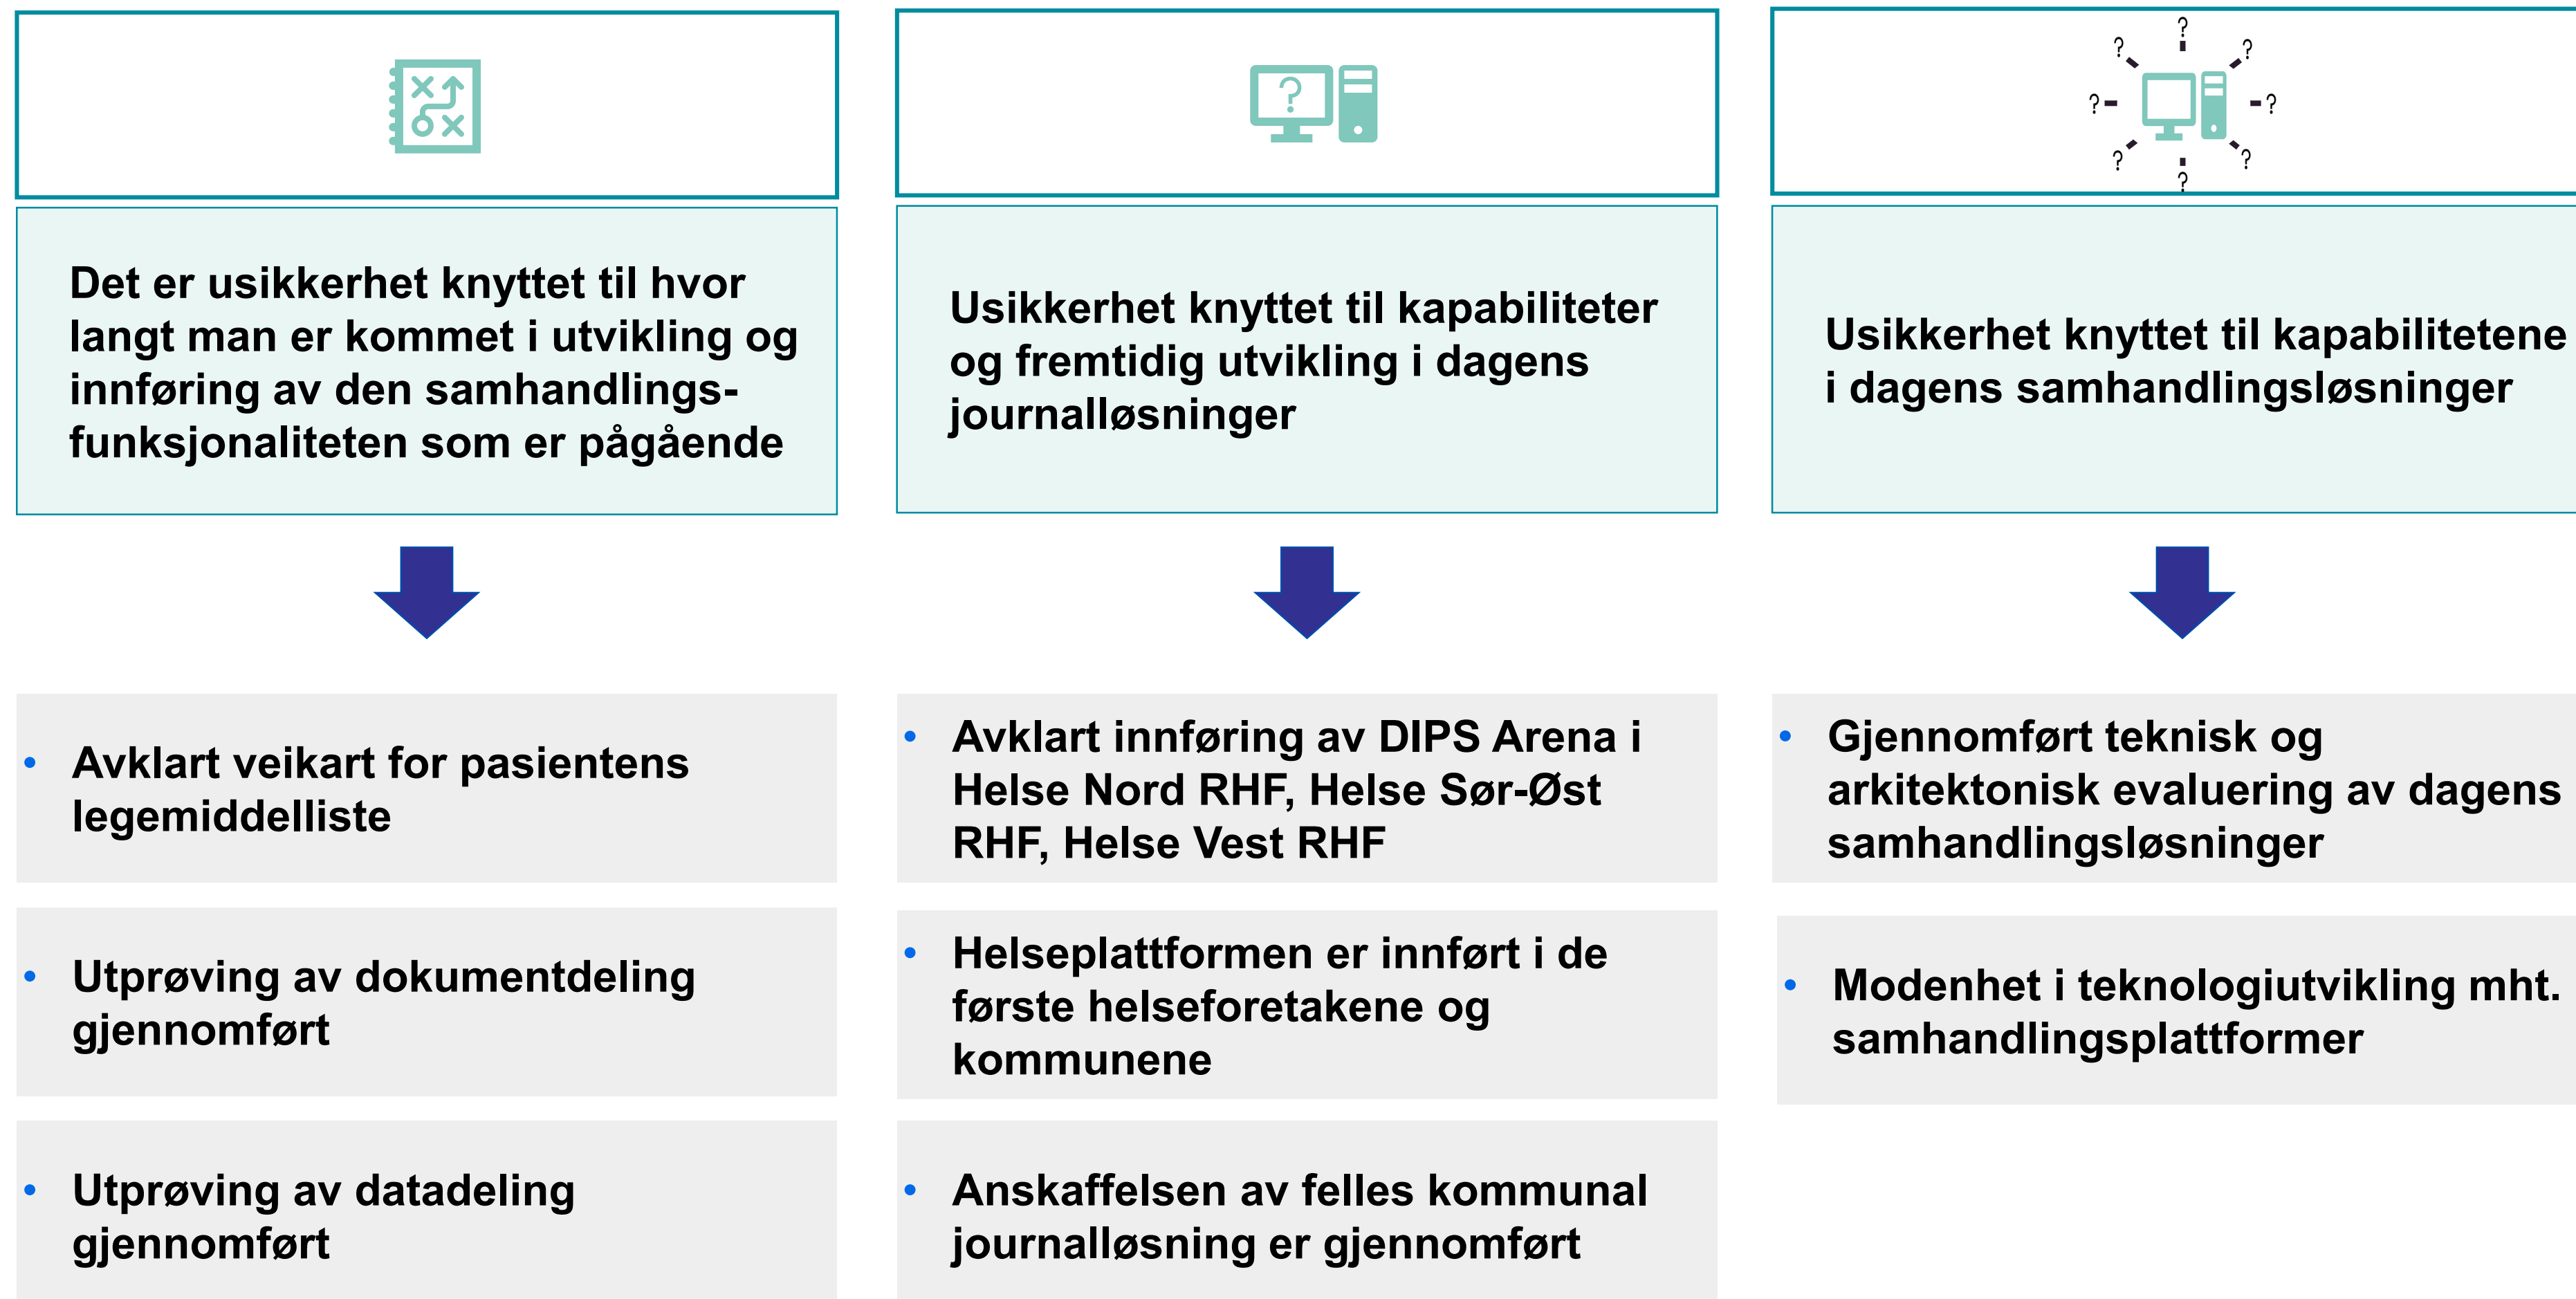 ?
? ? ? ? ? ? ? ?
Det er usikkerhet knyttet til hvor
langt man er kommet i utvikling og
innføring av den samhandlings-
funksjonaliteten som er pågående
Usikkerhet knyttet til kapabiliteter
og fremtidig utvikling i dagens
journalløsninger
Usikkerhet knyttet til kapabilitetene
i dagens samhandlingsløsninger
• Avklart veikart for pasientens
legemiddelliste
• Utprøving av dokumentdeling
gjennomført
• Utprøving av datadeling
gjennomført
• Avklart innføring av DIPS Arena i
Helse Nord RHF, Helse Sør-Øst
RHF, Helse Vest RHF
• Helseplattformen er innført i de
første helseforetakene og
kommunene
• Anskaffelsen av felles kommunal
journalløsning er gjennomført
• Gjennomført teknisk og
arkitektonisk evaluering av dagens
samhandlingsløsninger
• Modenhet i teknologiutvikling mht.
samhandlingsplattformer